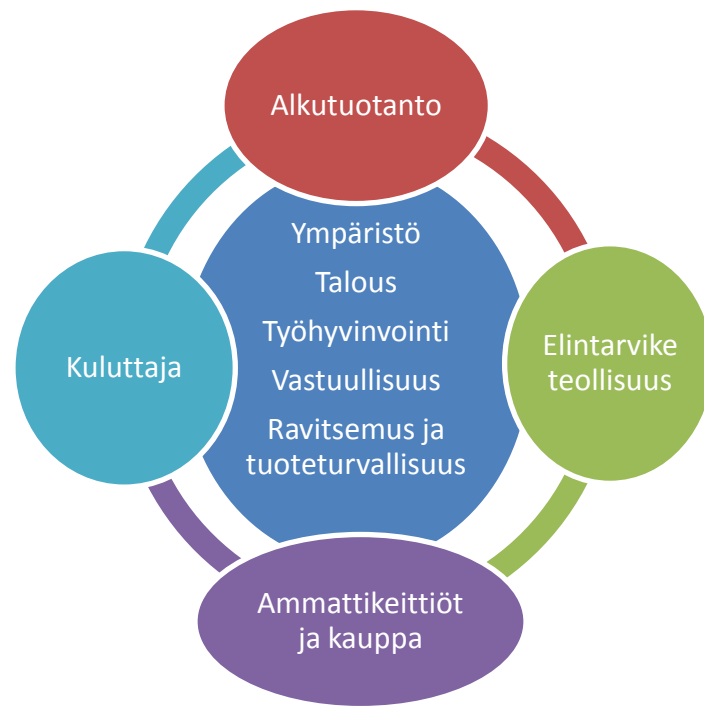 Alkutuotanto
Ympäristö
Talous
Työhyvinvointi
Vastuullisuus
Ravitsemus ja
tuoteturvallisuus
Kuluttaja
Elintarvike
teollisuus
Ammattikeittiöt
ja kauppa